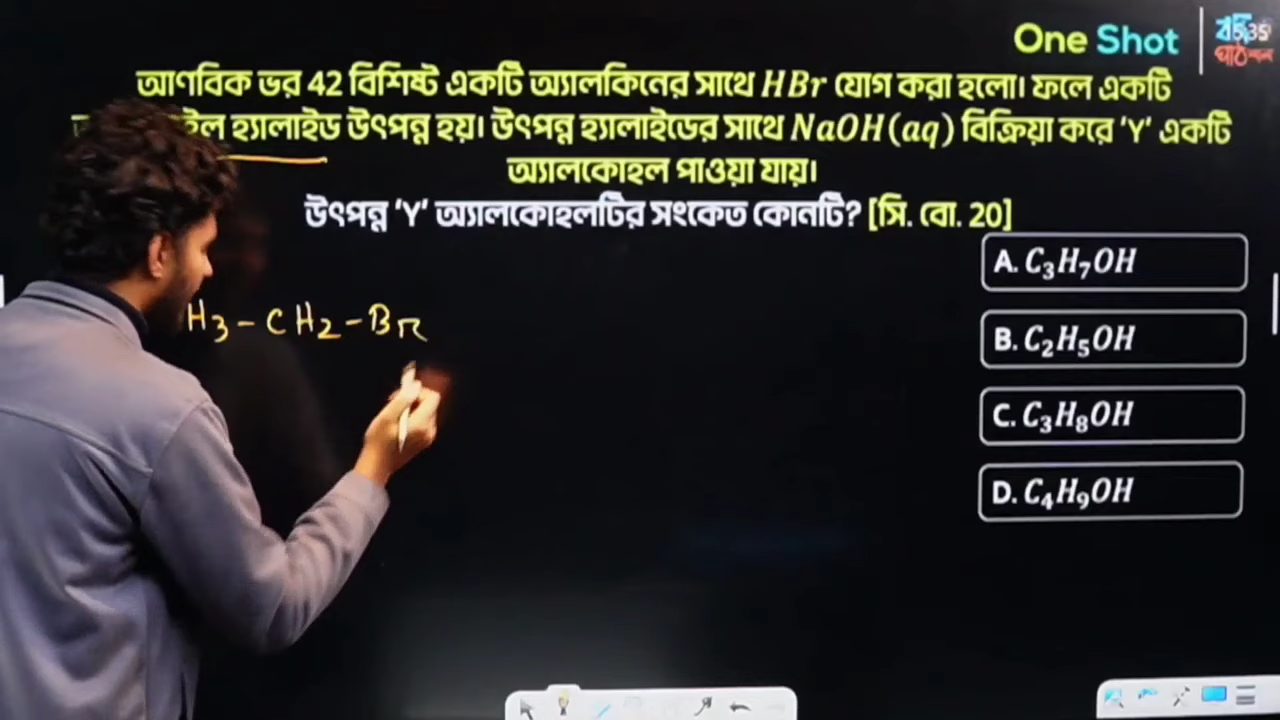 One Shot
আণবিক ভর 42 বিশিষ্ট একটি অ্যালকিনের সাথে HBr যোগ করা হলো। ফলে একটি
হ্যালাইড উৎপন্ন হয়। উৎপন্ন হ্যালাইডের সাথে NaOH(aq) বিক্রিয়া করে 'Y' একটি
অ্যালকোহল পাওয়া যায়।
উৎপন্ন 'Y' অ্যালকোহলটির সংকেত কোনটি? [সি. বো. 20]
A. C₃H₇OH
B. C₂H₅OH
C. C₃H₈OH
D. C₄H₉OH
H₃-CH₂-Br